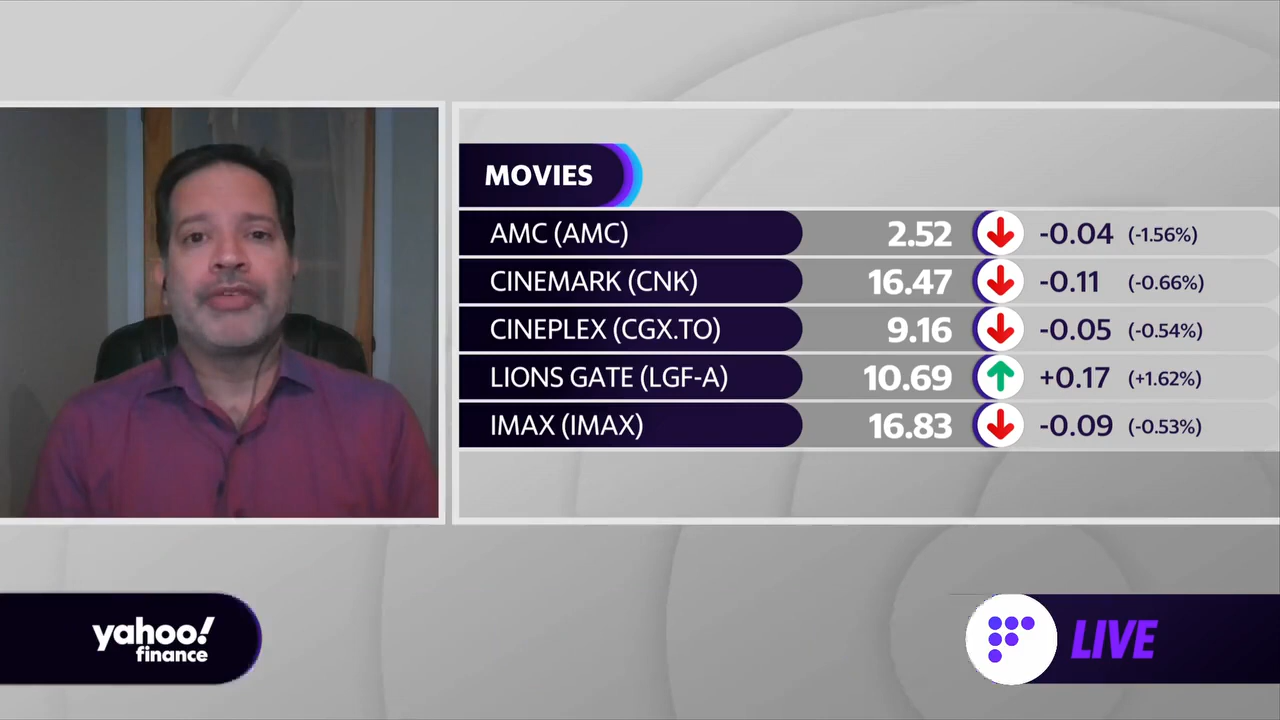 MOVIES
AMC (AMC) 2.52 -0.04 (-1.56%)
CINEMARK (CNK) 16.47 -0.11 (-0.66%)
CINEPLEX (CGX.TO) 9.16 -0.05 (-0.54%)
LIONS GATE (LGF-A) 10.69 +0.17 (+1.62%)
IMAX (IMAX) 16.83 -0.09 (-0.53%)
yahoo!
finance
LIVE